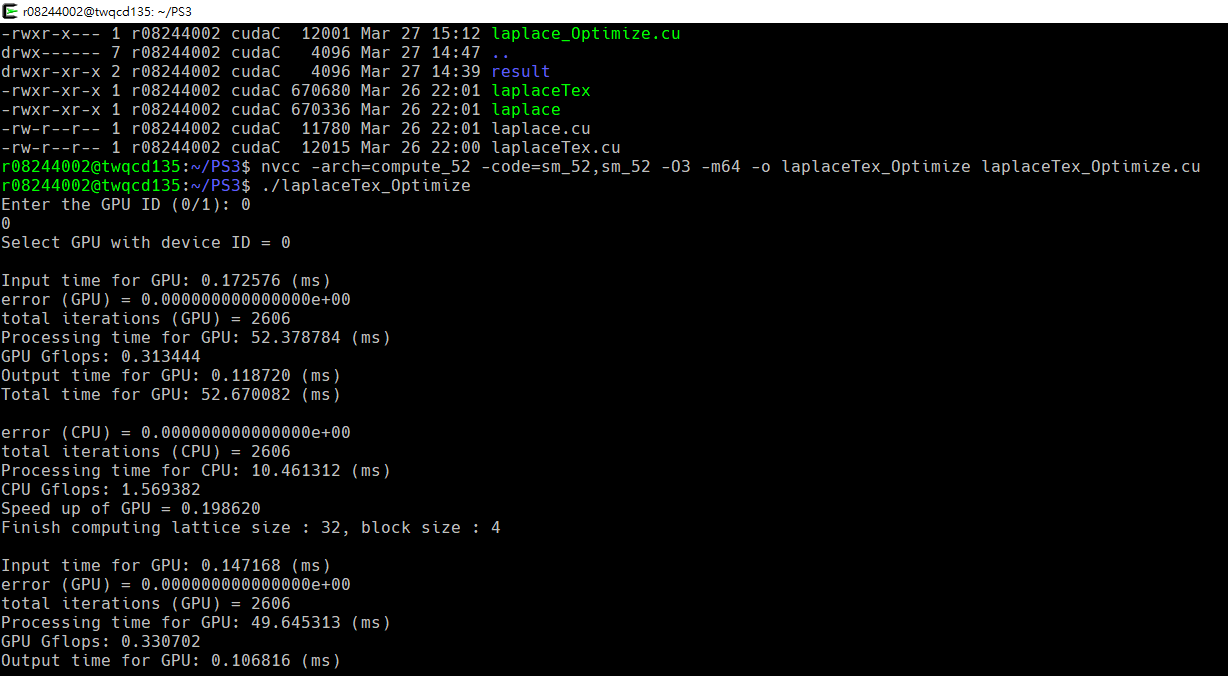 r08244002@twqcd135: ~/PS3
-rwxr-x--- 1 r08244002 cudaC  12001 Mar 27 15:12 laplace_Optimize.cu
drwx------ 7 r08244002 cudaC   4096 Mar 27 14:47 ..
drwxr-xr-x 2 r08244002 cudaC   4096 Mar 27 14:39 result
-rwxr-xr-x 1 r08244002 cudaC 670680 Mar 26 22:01 laplaceTex
-rwxr-xr-x 1 r08244002 cudaC 670336 Mar 26 22:01 laplace
-rw-r--r-- 1 r08244002 cudaC  11780 Mar 26 22:01 laplace.cu
-rw-r--r-- 1 r08244002 cudaC  12015 Mar 26 22:00 laplaceTex.cu
r08244002@twqcd135:~/PS3$ nvcc -arch=compute_52 -code=sm_52,sm_52 -O3 -m64 -o laplaceTex_Optimize laplaceTex_Optimize.cu
r08244002@twqcd135:~/PS3$ ./laplaceTex_Optimize
Enter the GPU ID (0/1): 0
0
Select GPU with device ID = 0

Input time for GPU: 0.172576 (ms)
error (GPU) = 0.000000000000000e+00
total iterations (GPU) = 2606
Processing time for GPU: 52.378784 (ms)
GPU Gflops: 0.313444
Output time for GPU: 0.118720 (ms)
Total time for GPU: 52.670082 (ms)

error (CPU) = 0.000000000000000e+00
total iterations (CPU) = 2606
Processing time for CPU: 10.461312 (ms)
CPU Gflops: 1.569382
Speed up of GPU = 0.198620
Finish computing lattice size : 32, block size : 4

Input time for GPU: 0.147168 (ms)
error (GPU) = 0.000000000000000e+00
total iterations (GPU) = 2606
Processing time for GPU: 49.645313 (ms)
GPU Gflops: 0.330702
Output time for GPU: 0.106816 (ms)